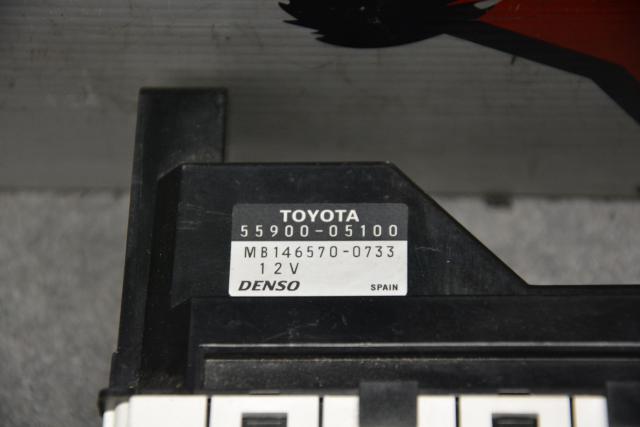 TOYOTA
55900-05100
MB146570-0733
12V
DENSO SPAIN